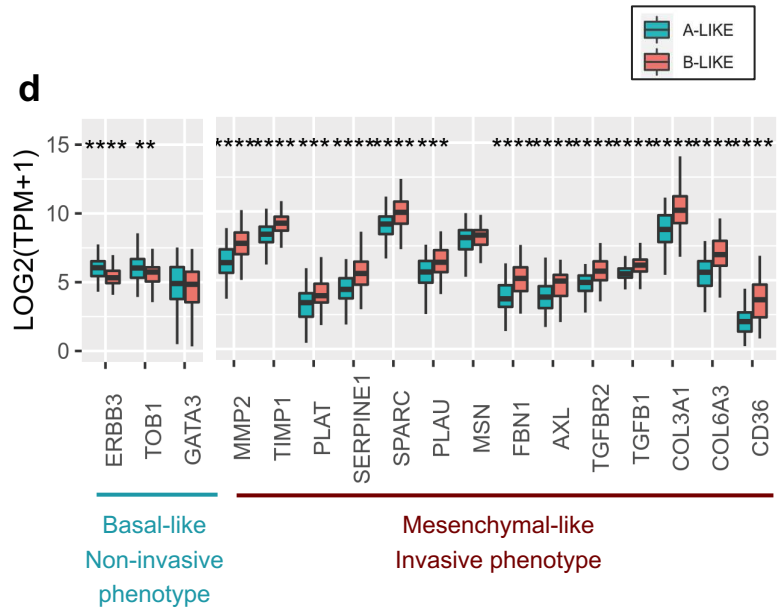 A-LIKE
B-LIKE
d
LOG2(TPM+1)
15
10
5
0
**** ** **** **** *** **** **** *** **** **** **** **** **** **** ****
ERBB3
TOB1
GATA3
MMP2
TIMP1
PLAT
SERPINE1
SPARC
PLAU
MSN
FBN1
AXL
TGFBR2
TGFB1
COL3A1
COL6A3
CD36
Basal-like
Non-invasive
phenotype
Mesenchymal-like
Invasive phenotype